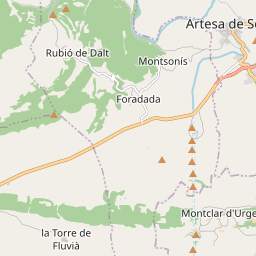 Artesa de Se
Rubió de Dalt
Montsonís
Foradada
Montclar d'Urge
la Torre de
Fluvià